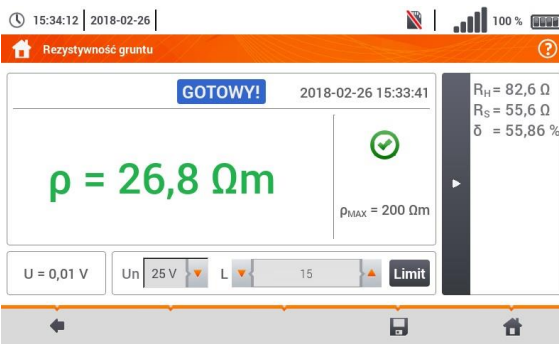 15:34:12 2018-02-26 100 %
Rezystywność gruntu ?
GOTOWY! 2018-02-26 15:33:41
ρ = 26,8 Ωm
ρMAX = 200 Ωm
RH= 82,6 Ω
RS= 55,6 Ω
δ = 55,86 %
U = 0,01 V Un 25 V L 15 Limit